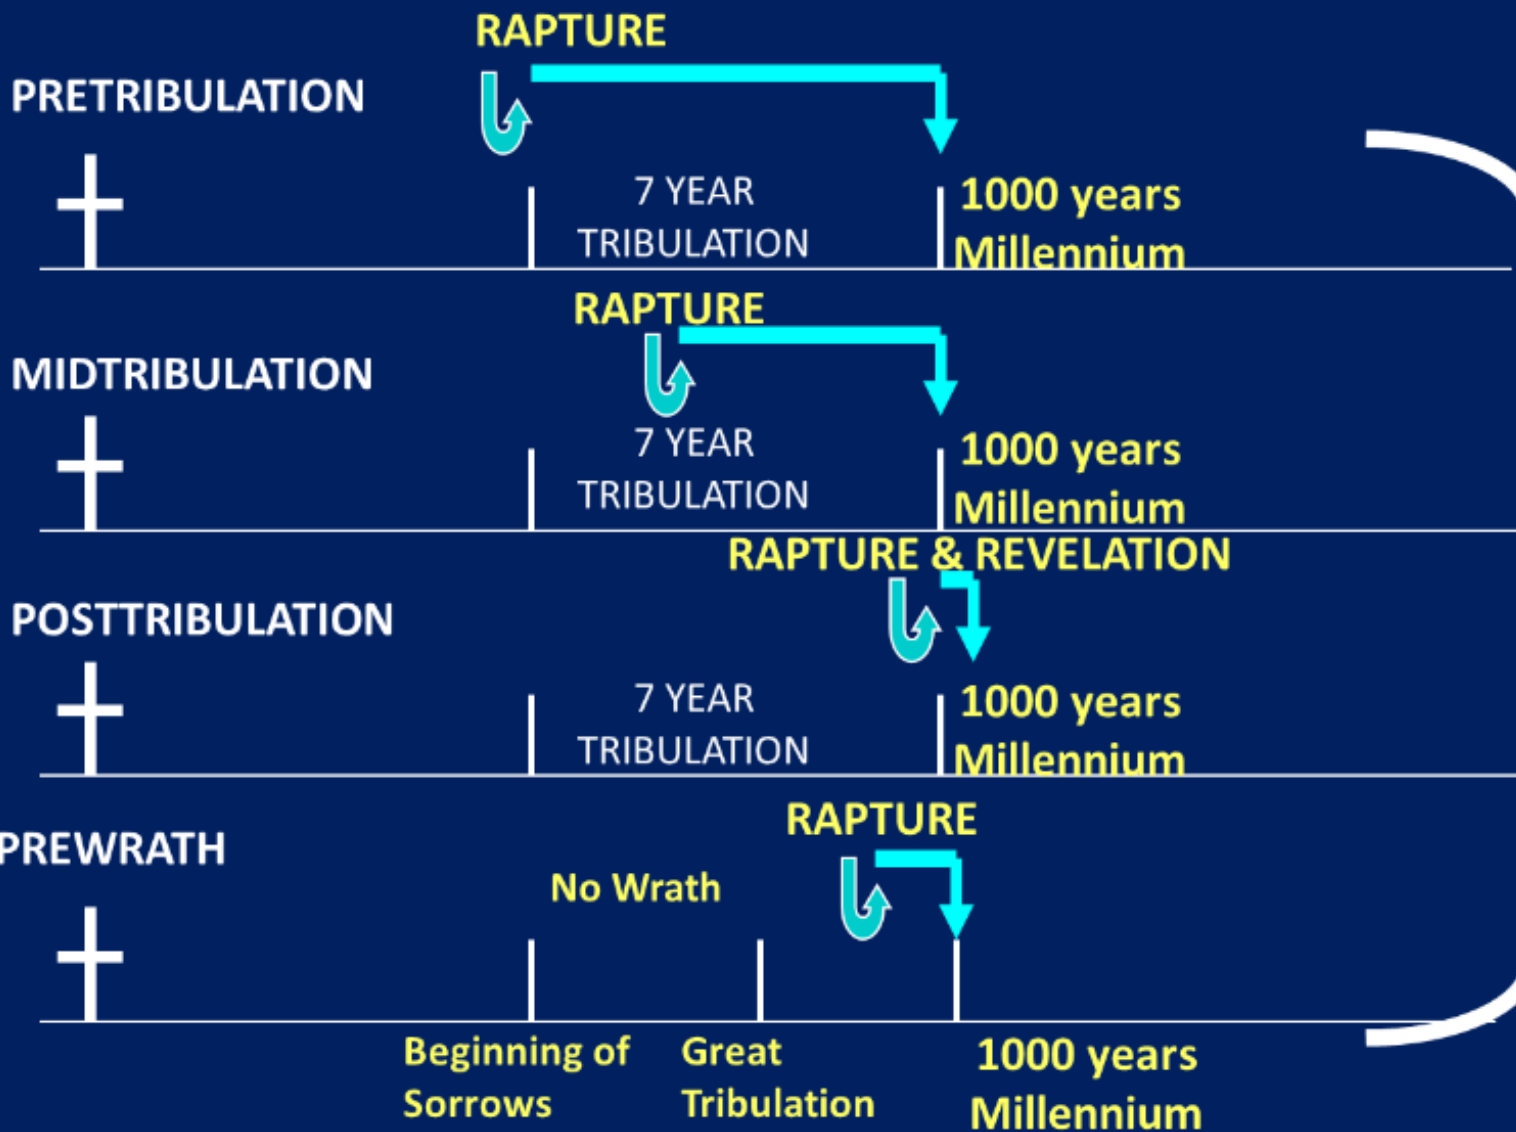 RAPTURE
PRETRIBULATION
7 YEAR
TRIBULATION
1000 years
Millennium
RAPTURE
MIDTRIBULATION
7 YEAR
TRIBULATION
1000 years
Millennium
RAPTURE & REVELATION
POSTTRIBULATION
7 YEAR
TRIBULATION
1000 years
Millennium
RAPTURE
PREWRATH
No Wrath
Beginning of
Sorrows
Great
Tribulation
1000 years
Millennium